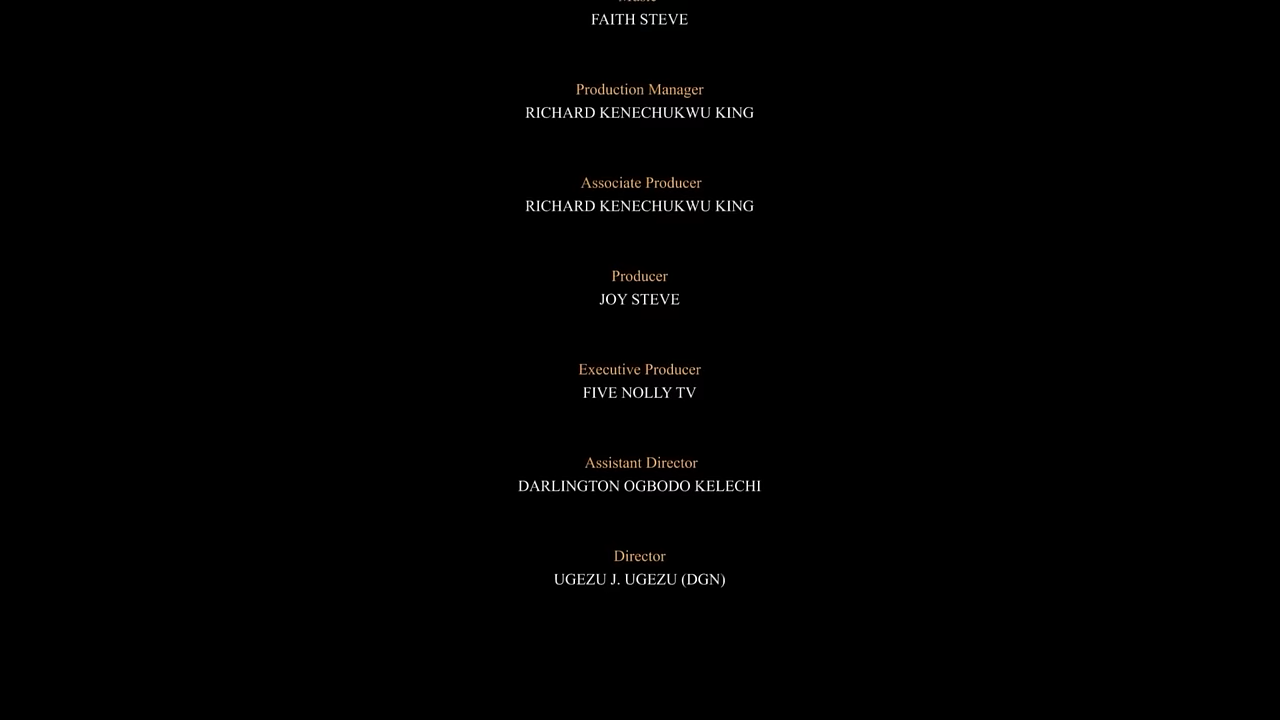 Music
FAITH STEVE
Production Manager
RICHARD KENECHUKWU KING
Associate Producer
RICHARD KENECHUKWU KING
Producer
JOY STEVE
Executive Producer
FIVE NOLLY TV
Assistant Director
DARLINGTON OGBODO KELECHI
Director
UGEZU J. UGEZU (DGN)